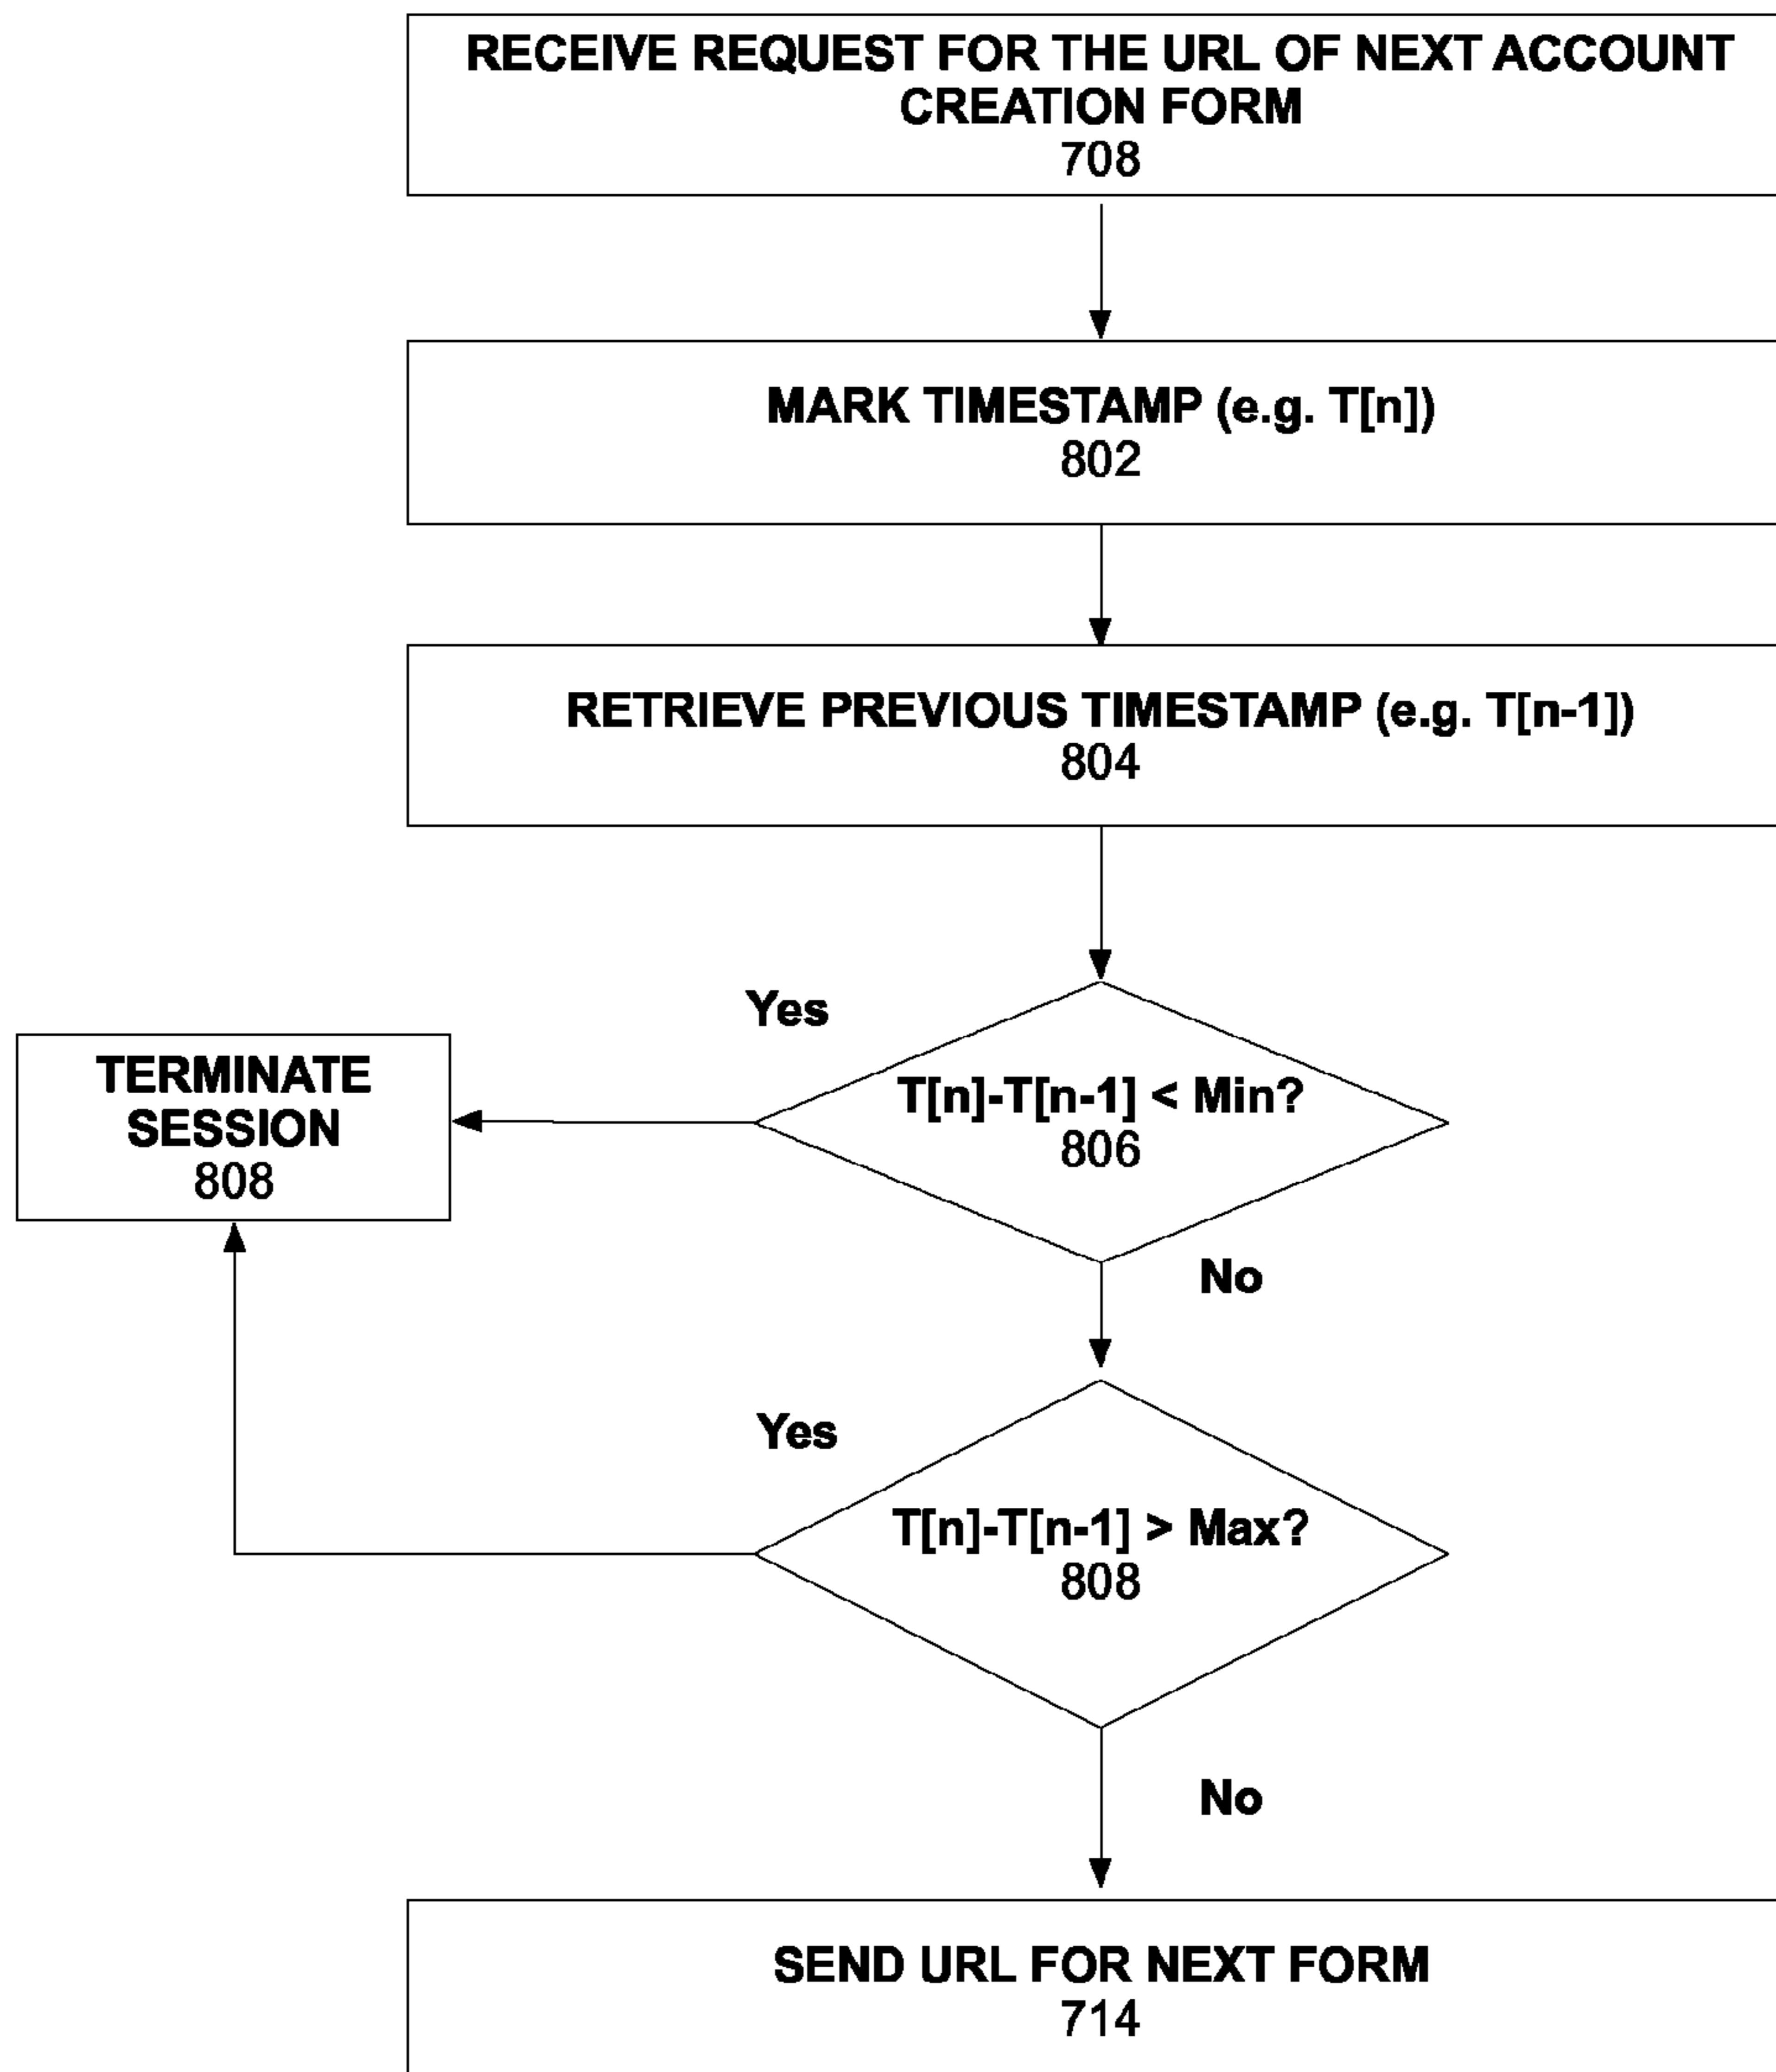 RECEIVE REQUEST FOR THE URL OF NEXT ACCOUNT
CREATION FORM
708
MARK TIMESTAMP (e.g. T[n])
802
RETRIEVE PREVIOUS TIMESTAMP (e.g. T[n-1])
804
Yes
T[n]-T[n-1] < Min?
806
TERMINATE
SESSION
808
No
Yes
T[n]-T[n-1] > Max?
808
No
SEND URL FOR NEXT FORM
714